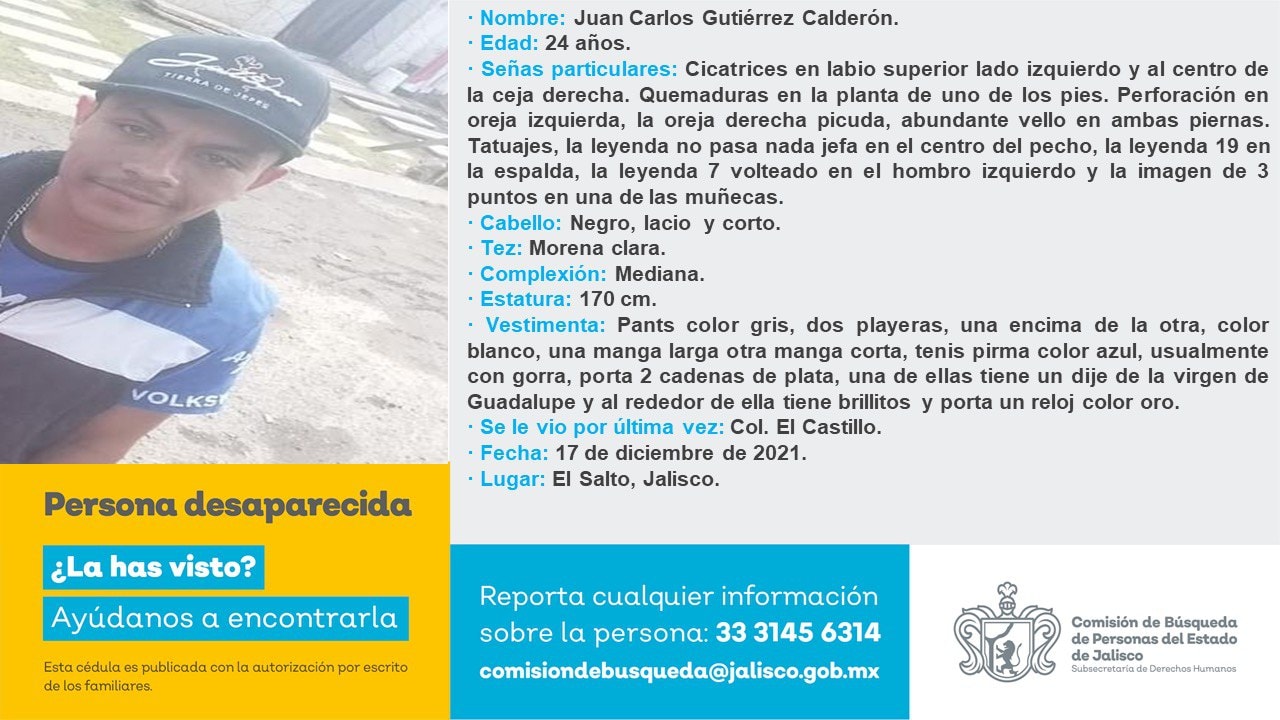 TIERRA DE JEFES
VOLKSW
· Nombre: Juan Carlos Gutiérrez Calderón.
· Edad: 24 años.
· Señas particulares: Cicatrices en labio superior lado izquierdo y al centro de
la ceja derecha. Quemaduras en la planta de uno de los pies. Perforación en
oreja izquierda, la oreja derecha picuda, abundante vello en ambas piernas.
Tatuajes, la leyenda no pasa nada jefa en el centro del pecho, la leyenda 19 en
la espalda, la leyenda 7 volteado en el hombro izquierdo y la imagen de 3
puntos en una de las muñecas.
· Cabello: Negro, lacio y corto.
· Tez: Morena clara.
· Complexión: Mediana.
· Estatura: 170 cm.
· Vestimenta: Pants color gris, dos playeras, una encima de la otra, color
blanco, una manga larga otra manga corta, tenis pirma color azul, usualmente
con gorra, porta 2 cadenas de plata, una de ellas tiene un dije de la virgen de
Guadalupe y al rededor de ella tiene brillitos y porta un reloj color oro.
· Se le vio por última vez: Col. El Castillo.
· Fecha: 17 de diciembre de 2021.
· Lugar: El Salto, Jalisco.
Persona desaparecida
¿La has visto?
Ayúdanos a encontrarla
Esta cédula es publicada con la autorización por escrito
de los familiares.
Reporta cualquier información
sobre la persona: 33 3145 6314
comisiondebusqueda@jalisco.gob.mx
Comisión de Búsqueda
de Personas del Estado
de Jalisco
Subsecretaría de Derechos Humanos